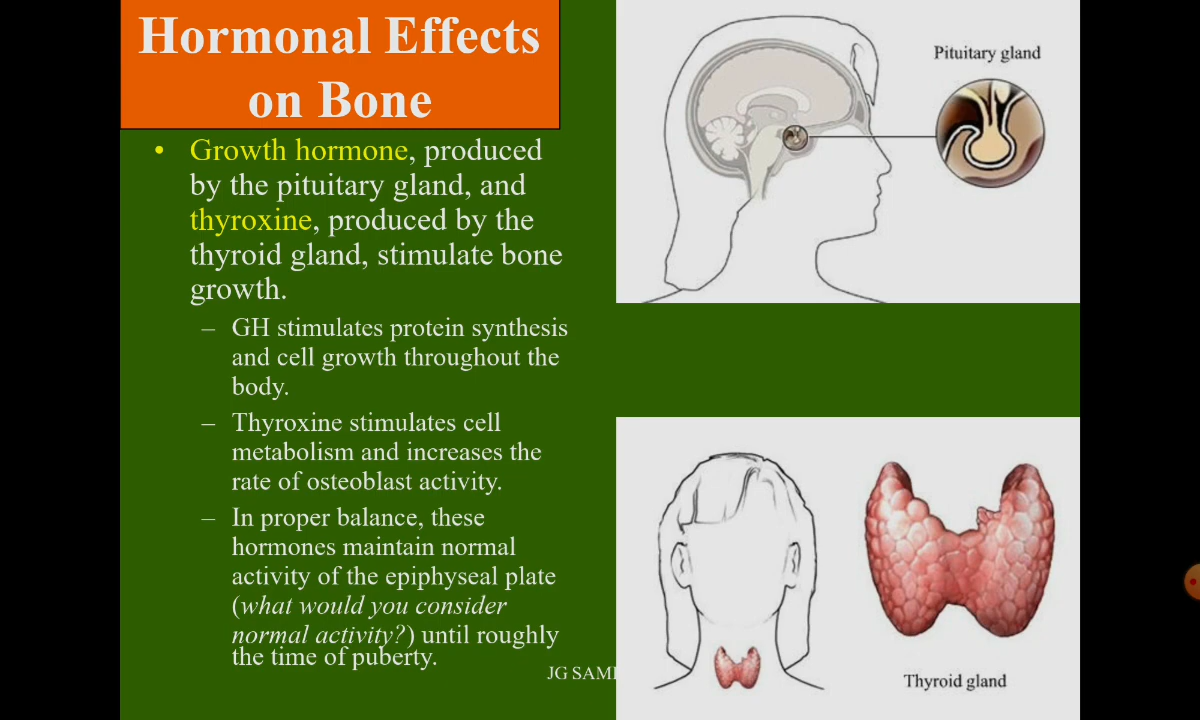 Hormonal Effects
on Bone
• Growth hormone, produced
by the pituitary gland, and
thyroxine, produced by the
thyroid gland, stimulate bone
growth.
– GH stimulates protein synthesis
and cell growth throughout the
body.
– Thyroxine stimulates cell
metabolism and increases the
rate of osteoblast activity.
– In proper balance, these
hormones maintain normal
activity of the epiphyseal plate
(what would you consider
normal activity?) until roughly
the time of puberty.
JG
Pituitary gland
Thyroid gland